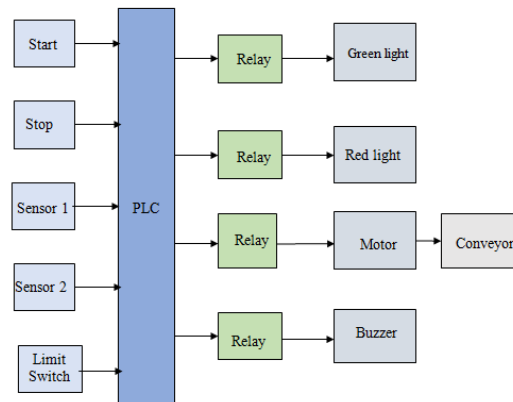 Start
Stop
Sensor 1
Sensor 2
Limit
Switch
PLC
Relay
Green light
Relay
Red light
Relay
Motor
Conveyor
Relay
Buzzer